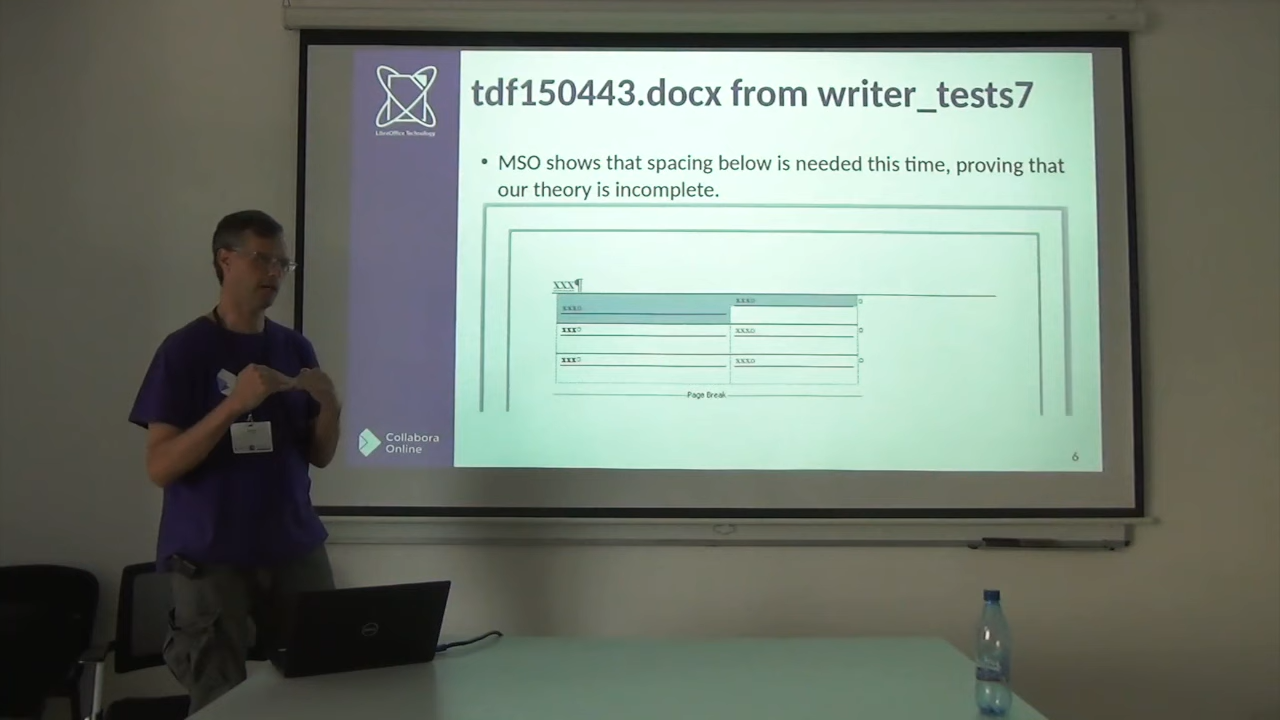 tdf150443.docx from writer_tests7
LibreOffice Technology
• MSO shows that spacing below is needed this time, proving that
our theory is incomplete.
xxx¶
xxx¤ xxx¤
xxx¤ xxx¤
xxx¤ xxx¤
Page Break
Collabora
Online
6
DELL